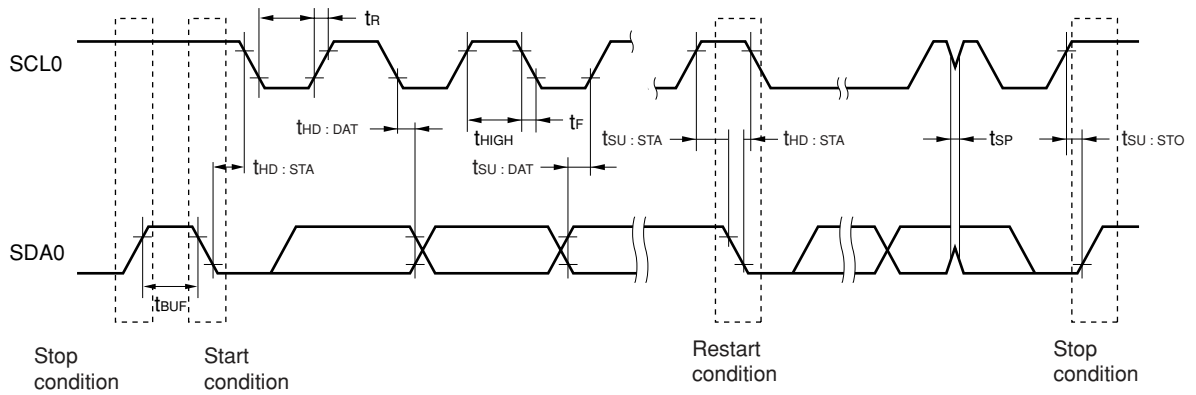 tR
SCL0
tHD : DAT
tHIGH
tF
tSU : STA
tHD : STA
tSP
tSU : STO
tHD : STA
tSU : DAT
SDA0
tBUF
Stop
condition
Start
condition
Restart
condition
Stop
condition